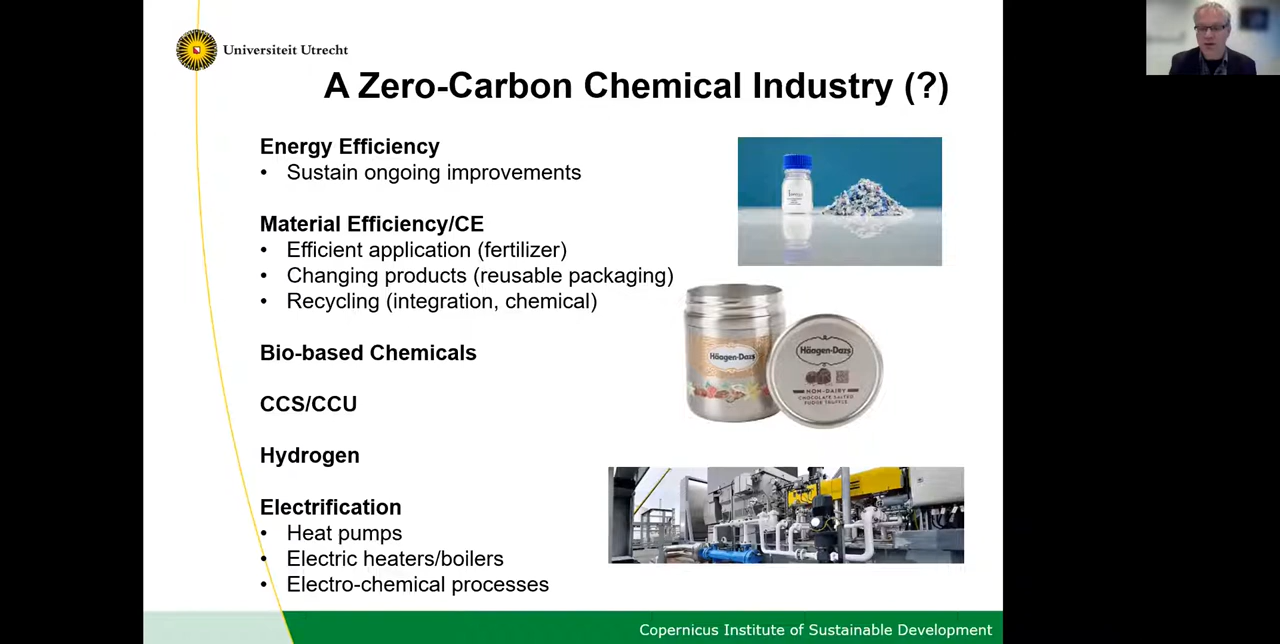 Universiteit Utrecht
A Zero-Carbon Chemical Industry (?)
Energy Efficiency
• Sustain ongoing improvements
Material Efficiency/CE
• Efficient application (fertilizer)
• Changing products (reusable packaging)
• Recycling (integration, chemical)
Bio-based Chemicals
CCS/CCU
Hydrogen
Electrification
• Heat pumps
• Electric heaters/boilers
• Electro-chemical processes
Häagen-Dazs
Häagen-Dazs
NON-DAIRY
CHOCOLATE SALTED
FUDGE TRUFFLE
Copernicus Institute of Sustainable Development